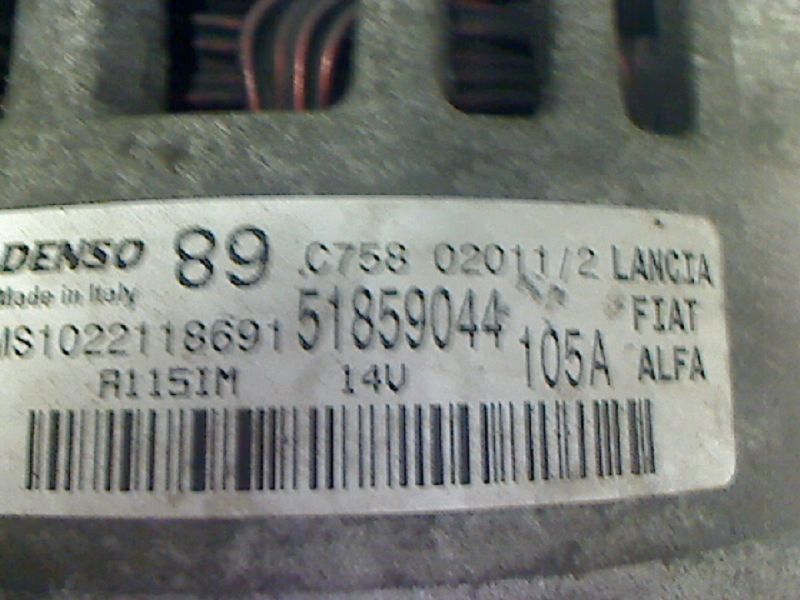 DENSO 89 .C758 02011/2 LANCIA
Made in Italy FIAT
MS1022118691 51859044
A115IM 14V 105A ALFA